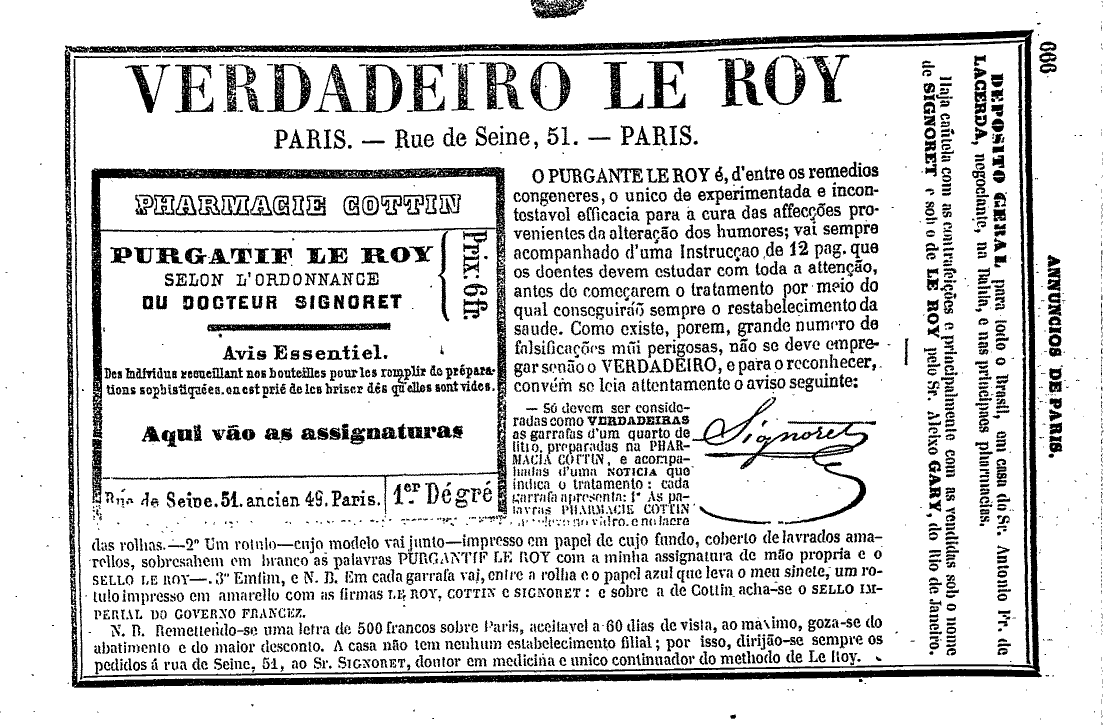 666
ANNUNCIOS DE PARIS.
VERDADEIRO LE ROY
PARIS. — Rue de Seine, 51. — PARIS.
PHARMACIE COTTIN
PURGATIF LE ROY
SELON L'ORDONNANCE
DU DOCTEUR SIGNORET
Prix. 6 fr.
Avis Essentiel.
Des individus recueillant nos bouteilles pour les remplir de prépara-
tions sophistiquées. on est prié de les briser dés qu'elles sont vides.
Aqui vão as assignaturas
Rue de Seine. 51. ancien 49. Paris.
1er Dégré
O PURGANTE LE ROY é, d'entre os remedios
congeneres, o unico de experimentada e incon-
testavel efficacia para a cura das affecções pro-
venientes da alteração dos humores; vai sempre
acompanhado d'uma Instrucçao de 12 pag. que
os doentes devem estudar com toda a attenção,
antes de começarem o tratamento por meio do
qual conseguiráõ sempre o restabelecimento da
saude. Como existe, porem, grande numero de
falsificações mũi perigosas, não se deve empre-
gar senão o VERDADEIRO, e para o reconhecer,
convém se leia attentamente o aviso seguinte:
— Só devem ser conside-
radas como VERDADEIRAS
as garrafas d'um quarto de
litio, preparadas na PHAR-
MACIA COTTIN, e acompa-
hadas d'uma NOTICIA que
indica o tratamento : cada
garrafa apresenta: 1° As pa-
lavras PHARMACIE COTTIN
no vidro, e no lacre
Signoret
das rolhas.—2° Um rotulo—cujo modelo vai junto—impresso em papel de cujo fundo, coberto de lavrados ama-
rellos, sobresahem em branco as palavras PURGANTIF LE ROY com a minha assignatura de mão propria e o
SELLO LE ROY—. 3° Emtim, e N. B. Em cada garrafa vai, entre a rolha e o papel azul que leva o meu sinete, um ro-
tulo impresso em amarello com as firmas LE ROY, COTTIN e SIGNORET : e sobre a de Cottin acha-se o SELLO IM-
PERIAL DO GOVERNO FRANCEZ.
N. B. Remettendo-se uma letra de 500 francos sobre Paris, aceitavel a 60 dias de vista, ao maximo, goza-se do
abatimento e do maior desconto. A casa não tem nenhum estabelecimento filial ; por isso, dirijão-se sempre os
pedidos á rua de Seine, 51, ao Sr. SIGNORET, doutor em medicina e unico continuador do methodo de Le Roy.
DEPOSITO GERAL para todo o Brasil, em casa do Sr. Antonio Fr. de
LACERDA, negociante, na Bahia, e nas principaes pharmacias.
Haja caütela com as contrafeições e principalmente com as vendidas sob o nome
de SIGNORET e sob o de LE ROY pelo Sr. Aleixo GARY, do Rio de Janeiro.